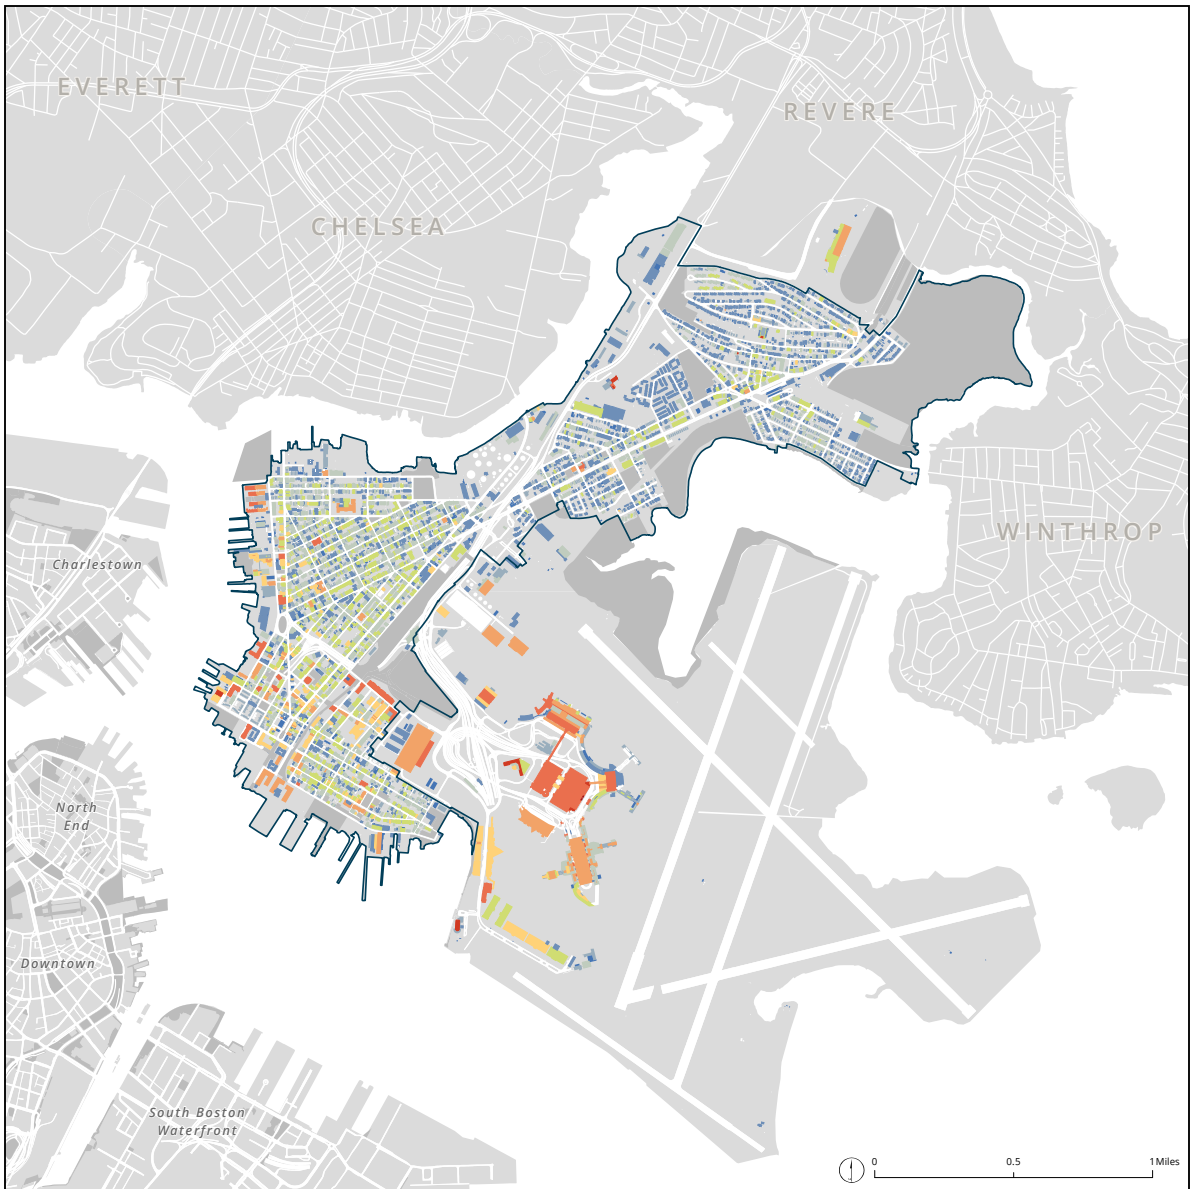 EVERETT
REVERE
CHELSEA
WINTHROP
Charlestown
North
End
Downtown
South Boston
Waterfront
0 0.5 1 Miles